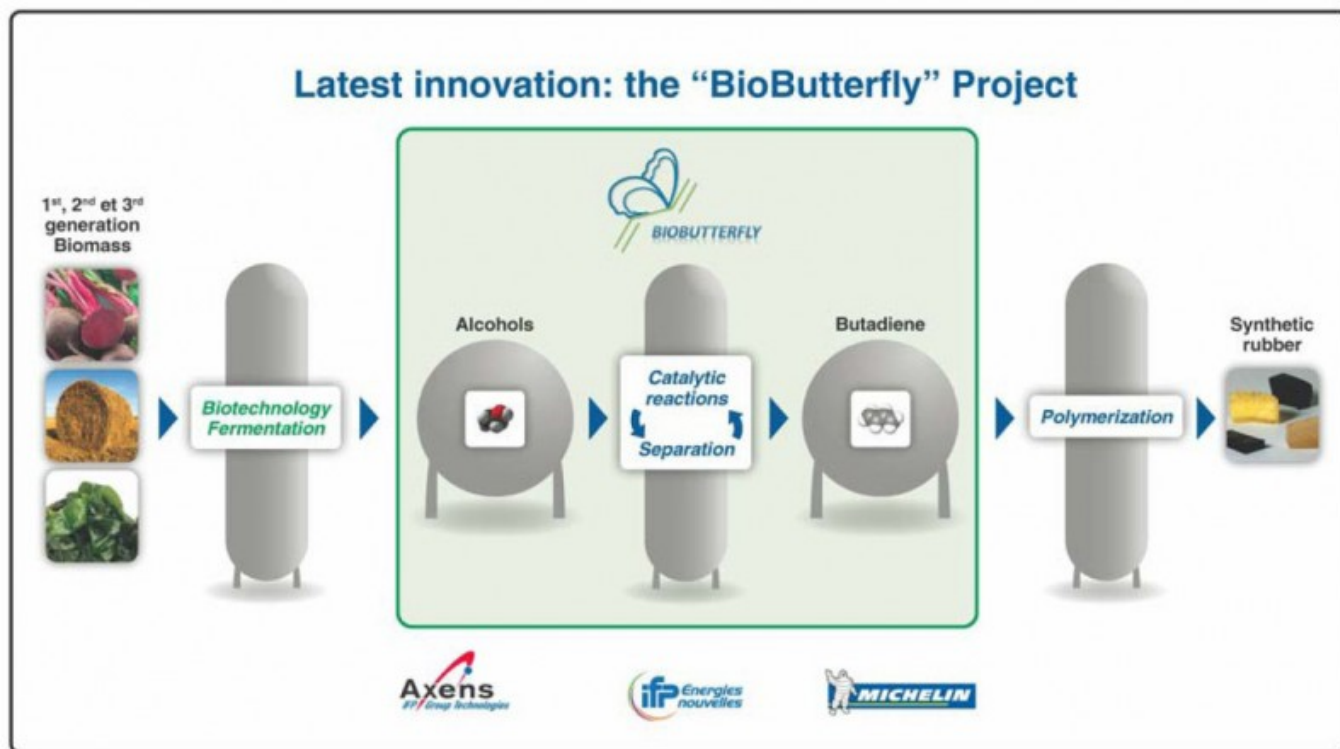 Latest innovation: the “BioButterfly” Project
1st, 2nd et 3rd
generation
Biomass
Biotechnology
Fermentation
BIOBUTTERFLY
Alcohols
Catalytic
reactions
Separation
Butadiene
Polymerization
Synthetic
rubber
Axens
IFP Group Technologies
ifp Energies
nouvelles
MICHELIN